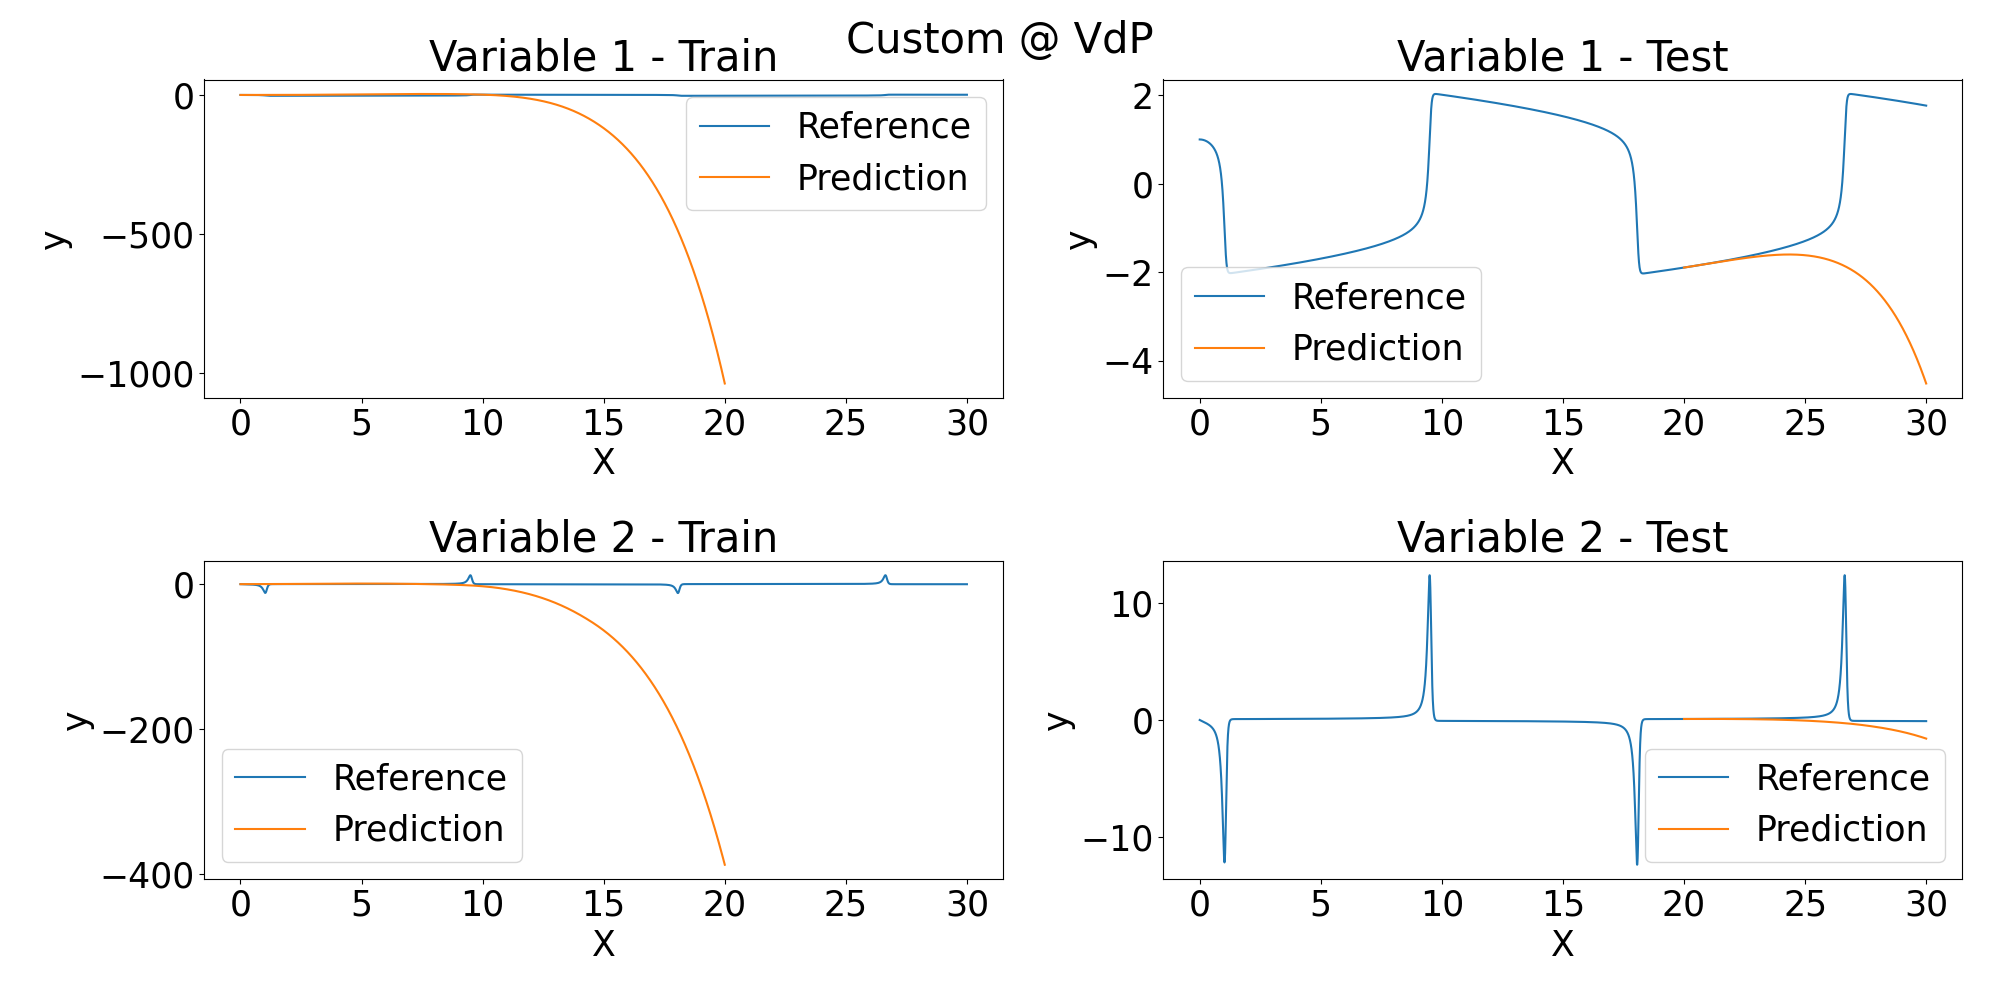 Custom @ VdP
Variable 1 - Train
0
−500
−1000
y
0 5 10 15 20 25 30
X
Reference
Prediction
Variable 1 - Test
2
0
−2
−4
y
0 5 10 15 20 25 30
X
Reference
Prediction
Variable 2 - Train
0
−200
−400
y
0 5 10 15 20 25 30
X
Reference
Prediction
Variable 2 - Test
10
0
−10
y
0 5 10 15 20 25 30
X
Reference
Prediction